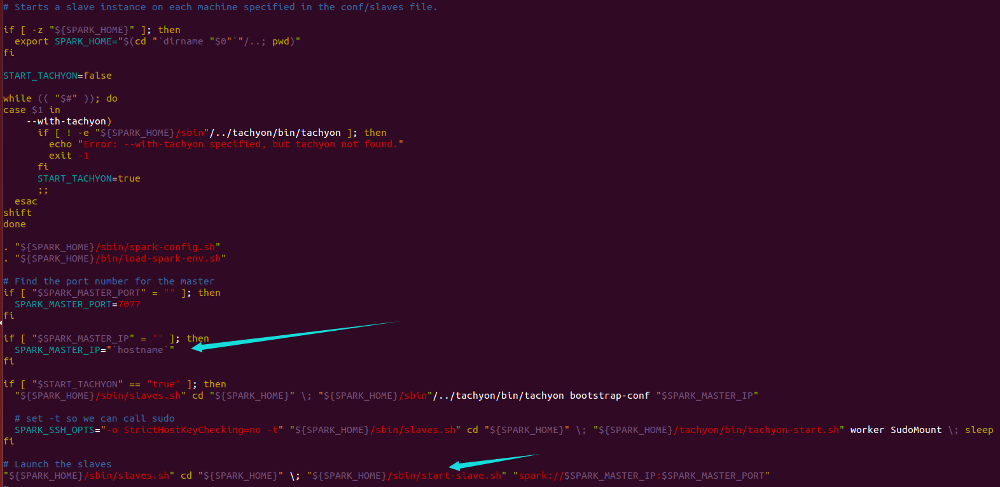 # Starts a slave instance on each machine specified in the conf/slaves file.
if [ -z "${SPARK_HOME}" ]; then
  export SPARK_HOME="$(cd "`dirname "$0"`"/..; pwd)"
fi
START_TACHYON=false
while (( "$#" )); do
case $1 in
    --with-tachyon)
      if [ ! -e "${SPARK_HOME}/sbin"/../tachyon/bin/tachyon ]; then
        echo "Error: --with-tachyon specified, but tachyon not found."
        exit -1
      fi
      START_TACHYON=true
      ;;
  esac
shift
done
. "${SPARK_HOME}/sbin/spark-config.sh"
. "${SPARK_HOME}/bin/load-spark-env.sh"
# Find the port number for the master
if [ "$SPARK_MASTER_PORT" = "" ]; then
  SPARK_MASTER_PORT=7077
fi
if [ "$SPARK_MASTER_IP" = "" ]; then
  SPARK_MASTER_IP="`hostname`"
fi
if [ "$START_TACHYON" == "true" ]; then
  "${SPARK_HOME}/sbin/slaves.sh" cd "${SPARK_HOME}" \; "${SPARK_HOME}/sbin"/../tachyon/bin/tachyon bootstrap-conf "$SPARK_MASTER_IP"
  # set -t so we can call sudo
  SPARK_SSH_OPTS="-o StrictHostKeyChecking=no -t" "${SPARK_HOME}/sbin/slaves.sh" cd "${SPARK_HOME}" \; "${SPARK_HOME}/tachyon/bin/tachyon-start.sh" worker SudoMount \; sleep
fi
# Launch the slaves
"${SPARK_HOME}/sbin/slaves.sh" cd "${SPARK_HOME}" \; "${SPARK_HOME}/sbin/start-slave.sh" "spark://$SPARK_MASTER_IP:$SPARK_MASTER_PORT"